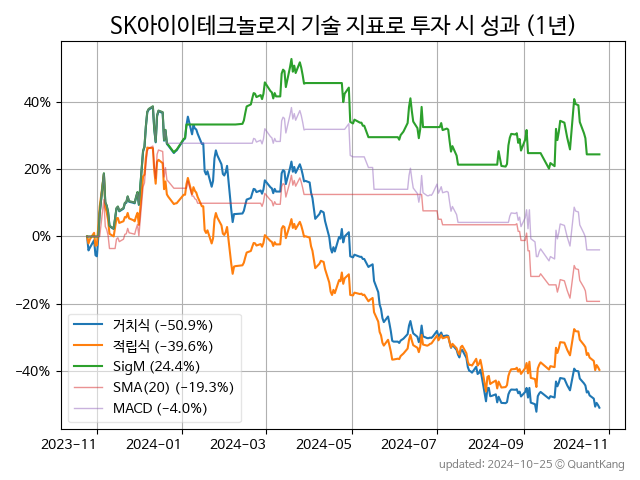 SK아이이테크놀로지 기술 지표로 투자 시 성과 (1년)
40%
20%
0%
−20%
−40%
거치식 (−50.9%)
적립식 (−39.6%)
SigM (24.4%)
SMA(20) (−19.3%)
MACD (−4.0%)
2023-11 2024-01 2024-03 2024-05 2024-07 2024-09 2024-11
updated: 2024-10-25 © QuantKang